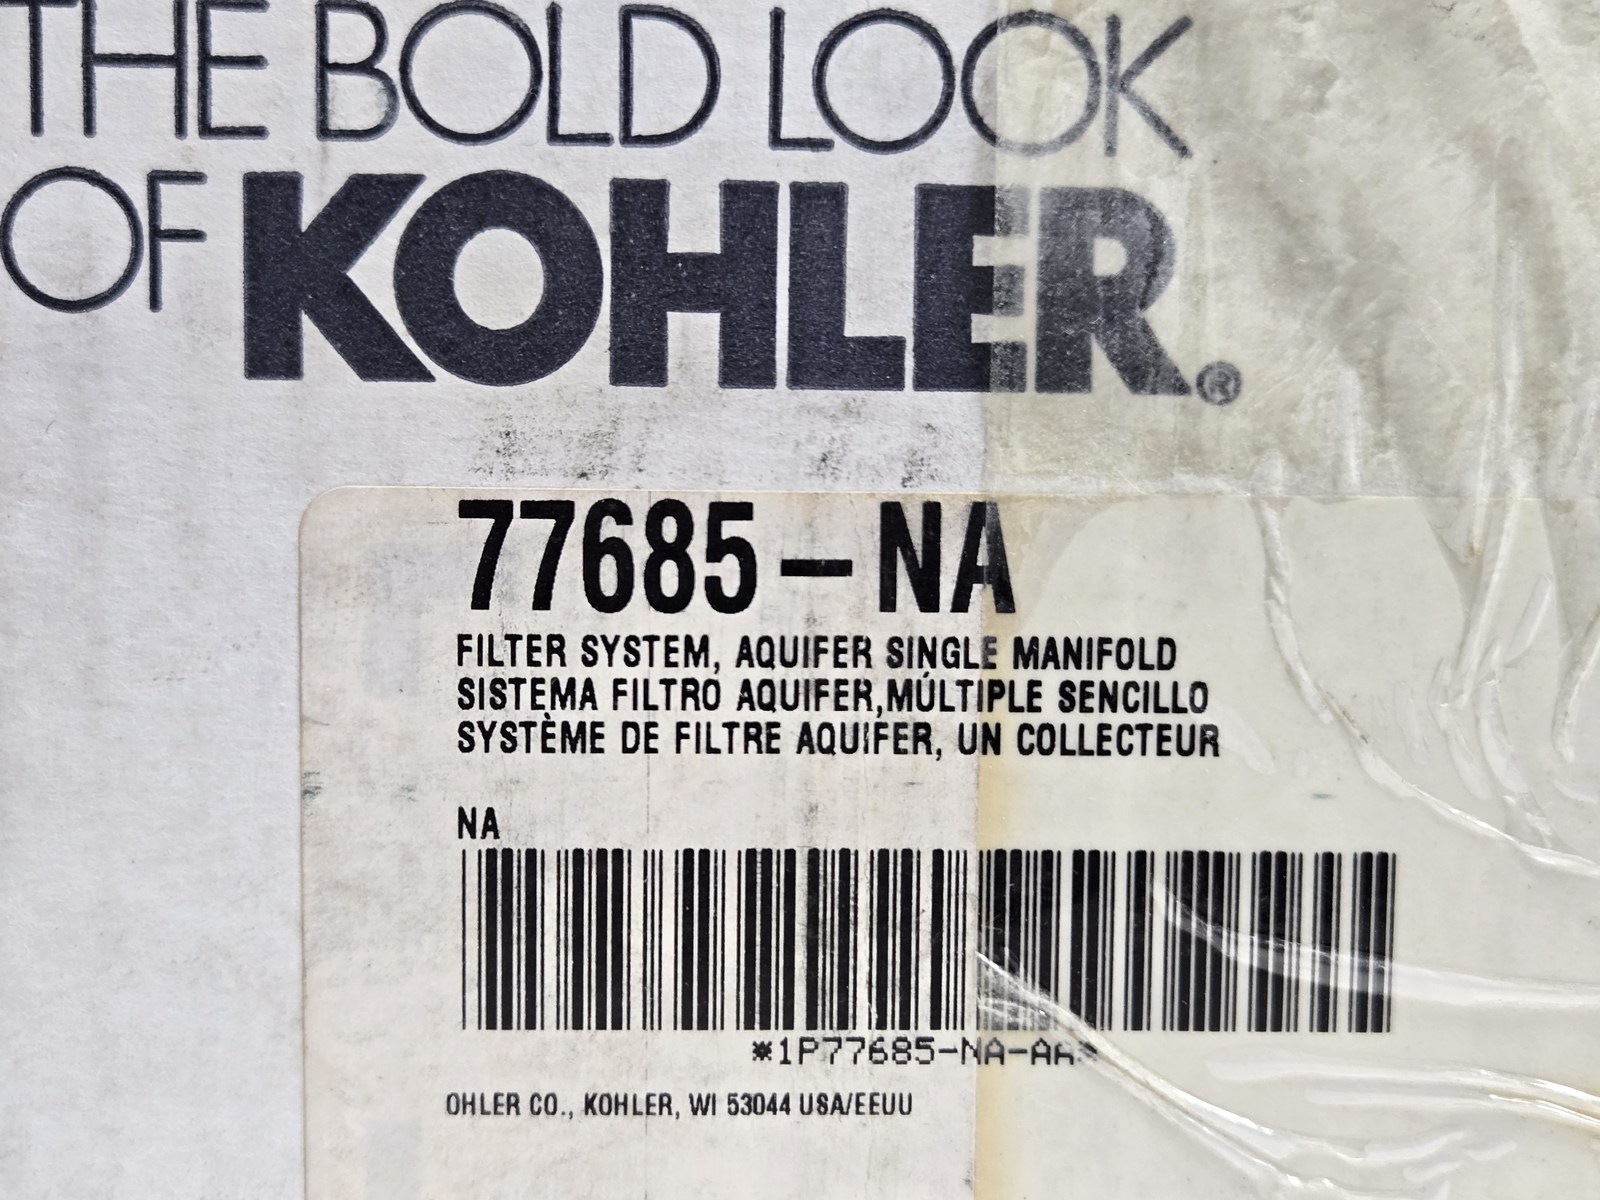 THE BOLD LOOK
OF KOHLER®
77685-NA
FILTER SYSTEM, AQUIFER SINGLE MANIFOLD
SISTEMA FILTRO AQUIFER,MÚLTIPLE SENCILLO
SYSTÈME DE FILTRE AQUIFER, UN COLLECTEUR
NA
*1P77685-NA-AA*
OHLER CO., KOHLER, WI 53044 USA/EEUU